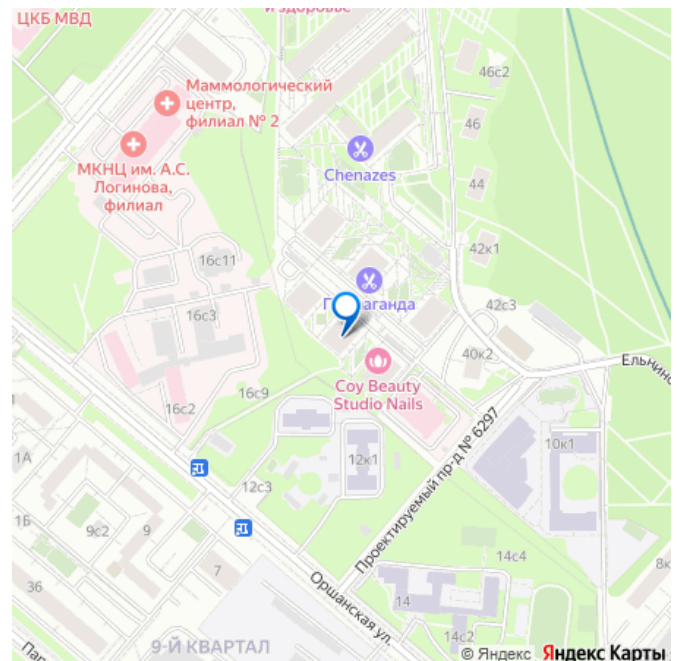 ЦКБ МВД
и здоровье
Маммологический
центр,
филиал № 2
46с2
46
МКНЦ им. А.С.
Логинова,
филиал
Chenazes
44
42к1
16с11
42с3
16с3
40к2
Ельнинс
Coy Beauty
Studio Nails
16с9
16с2
Проектируемый пр-д № 6297
10к1
12к1
1А
12с3
1Б
9с2
9
7
14с4
8к
36
Оршанская ул.
14
14с2
9-Й КВАРТАЛ
Пар
© Яндекс Яндекс Карты